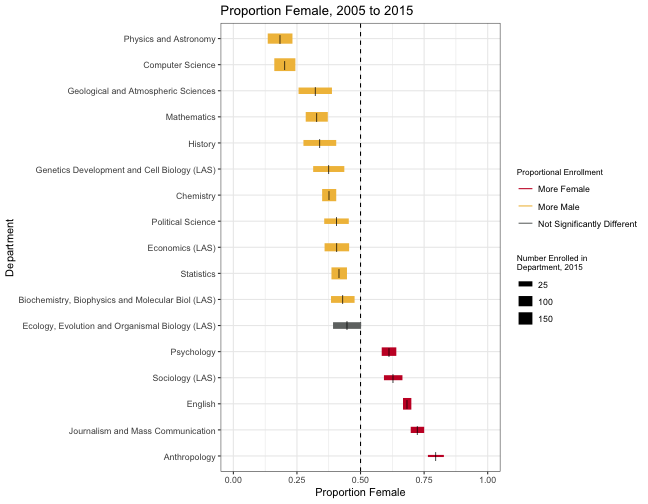 Proportion Female, 2005 to 2015
Department
Physics and Astronomy
Computer Science
Geological and Atmospheric Sciences
Mathematics
History
Genetics Development and Cell Biology (LAS)
Chemistry
Political Science
Economics (LAS)
Statistics
Biochemistry, Biophysics and Molecular Biol (LAS)
Ecology, Evolution and Organismal Biology (LAS)
Psychology
Sociology (LAS)
English
Journalism and Mass Communication
Anthropology
0.00 0.25 0.50 0.75 1.00
Proportion Female
Proportional Enrollment
More Female
More Male
Not Significantly Different
Number Enrolled in
Department, 2015
25
100
150